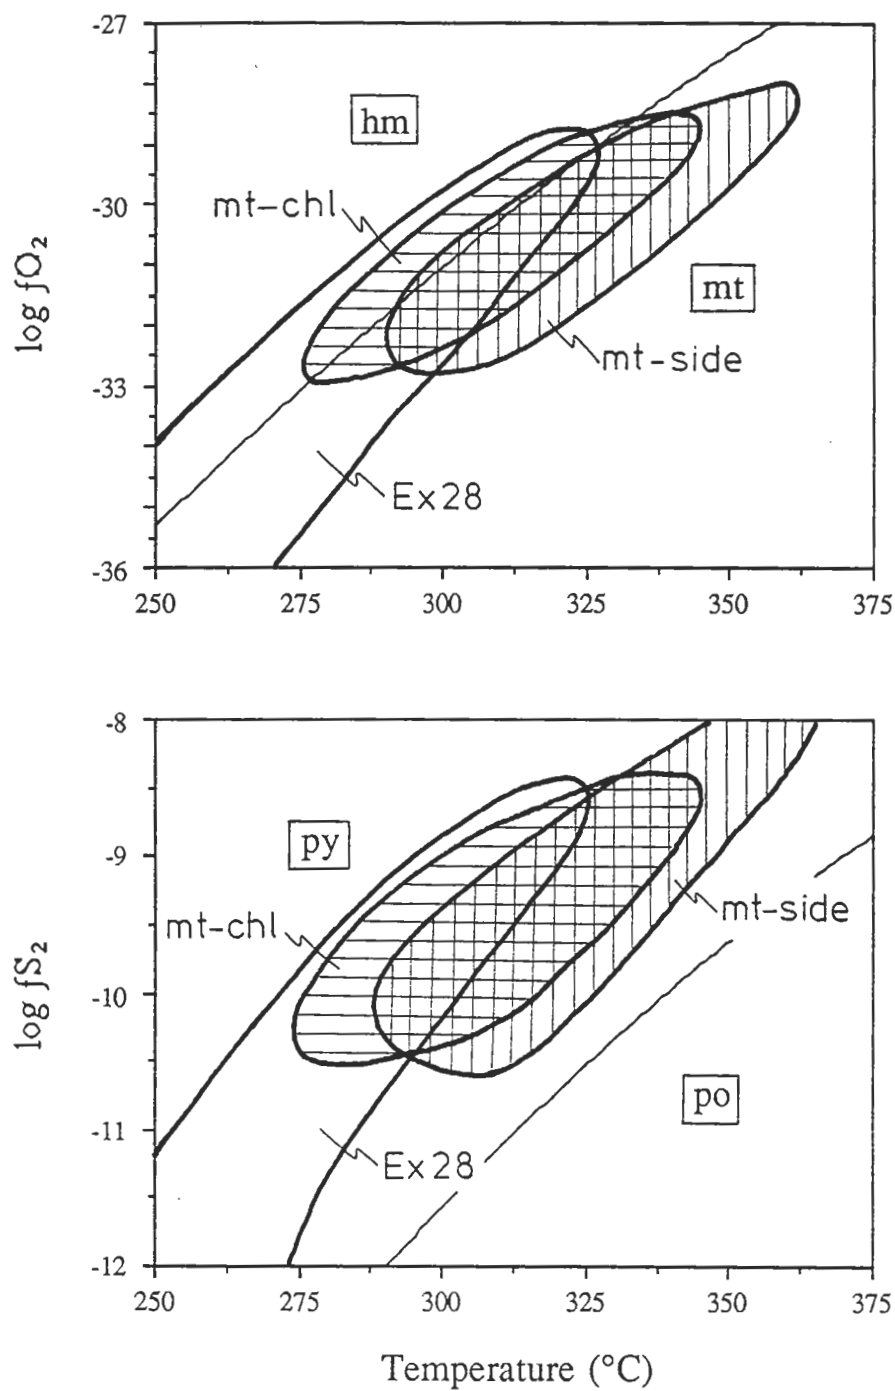 -27
hm
mt-chl
-30
log fO₂
mt
mt-side
-33
Ex28
-36
250 275 300 325 350 375
-8
py
-9
mt-chl
mt-side
log fS₂
-10
po
-11
Ex28
-12
250 275 300 325 350 375
Temperature (°C)